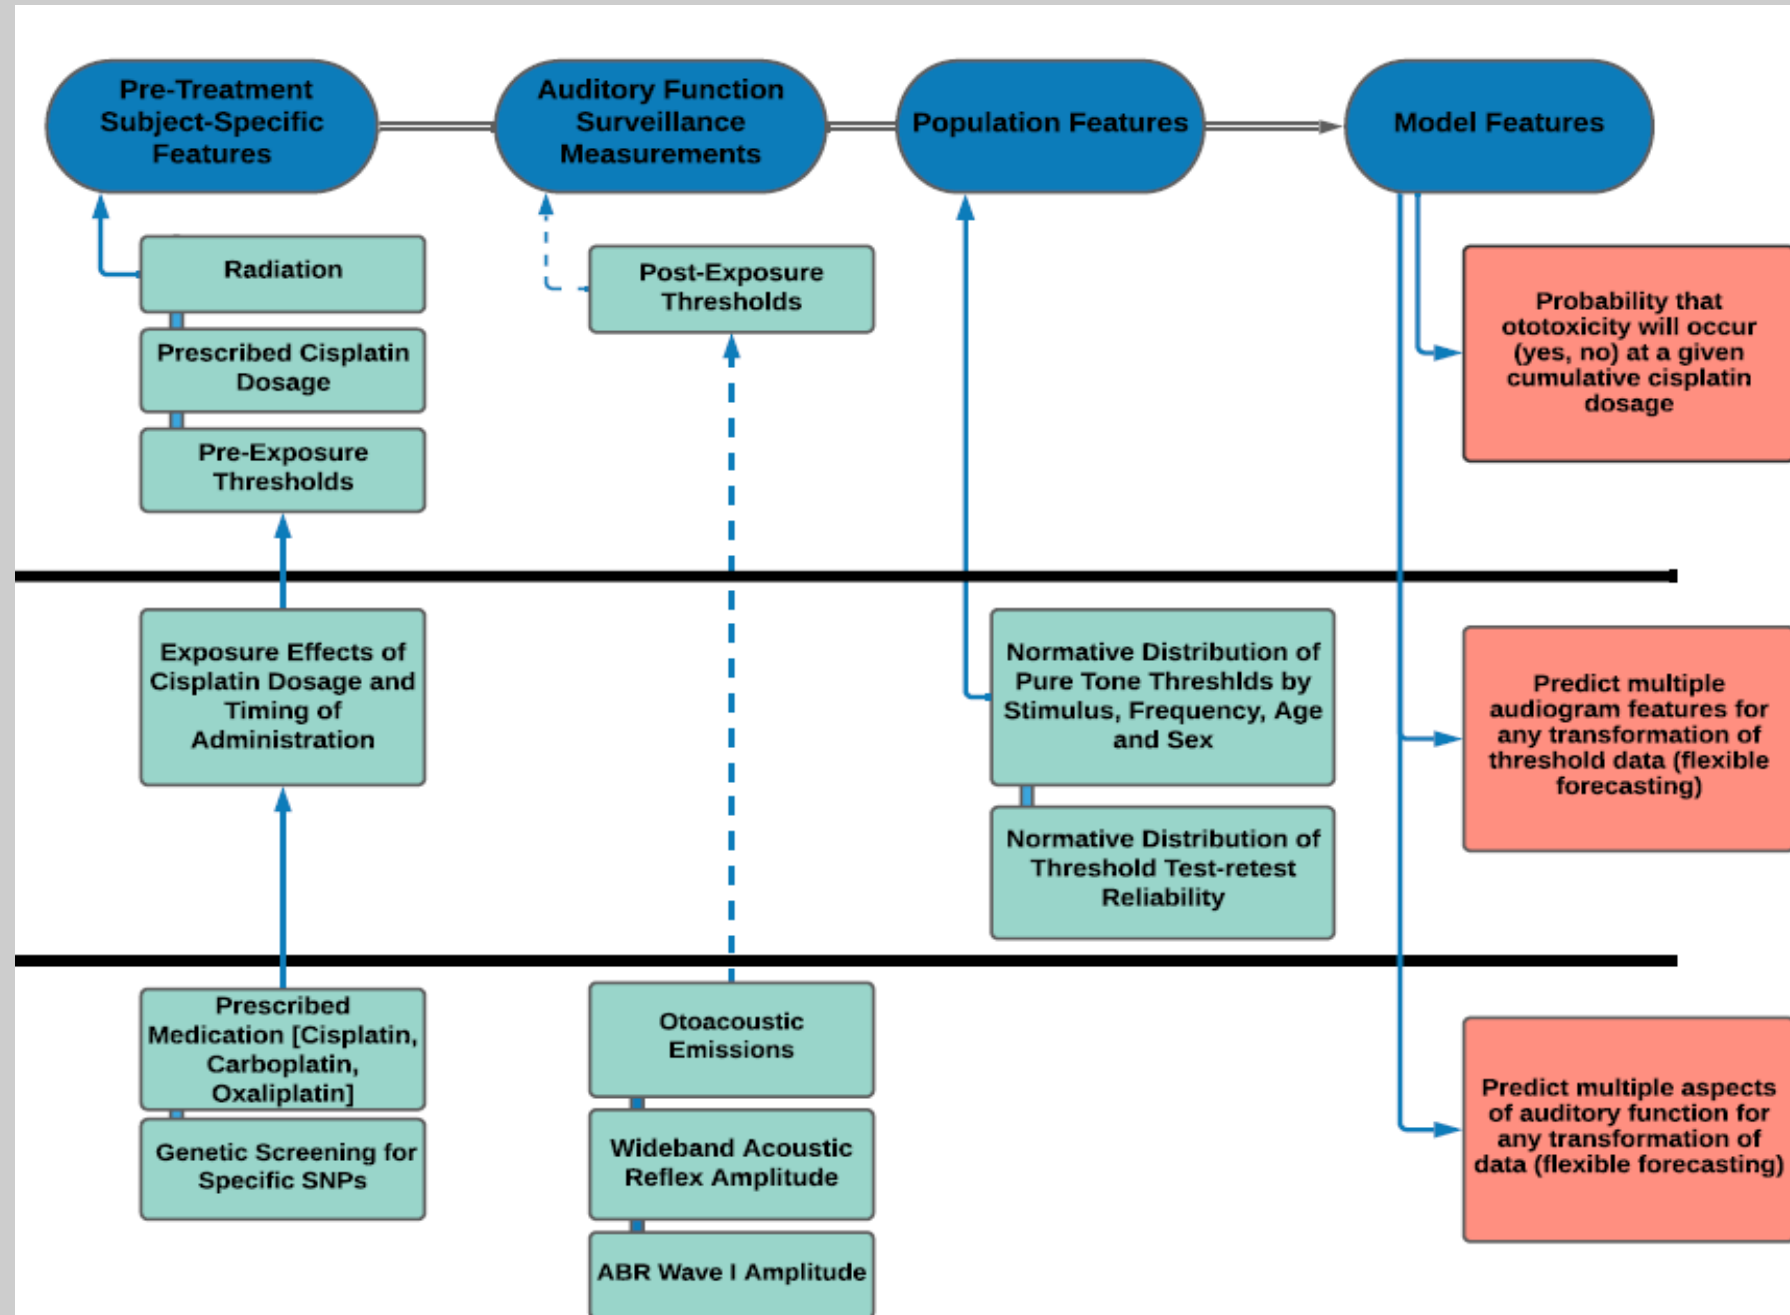 Pre-Treatment
Subject-Specific
Features
Auditory Function
Surveillance
Measurements
Population Features
Model Features
Radiation
Prescribed Cisplatin
Dosage
Pre-Exposure
Thresholds
Post-Exposure
Thresholds
Probability that
ototoxicity will occur
(yes, no) at a given
cumulative cisplatin
dosage
Exposure Effects of
Cisplatin Dosage and
Timing of
Administration
Normative Distribution of
Pure Tone Threshlds by
Stimulus, Frequency, Age
and Sex
Normative Distribution of
Threshold Test-retest
Reliability
Predict multiple
audiogram features for
any transformation of
threshold data (flexible
forecasting)
Prescribed
Medication [Cisplatin,
Carboplatin,
Oxaliplatin]
Genetic Screening for
Specific SNPs
Otoacoustic
Emissions
Wideband Acoustic
Reflex Amplitude
ABR Wave I Amplitude
Predict multiple aspects
of auditory function for
any transformation of
data (flexible forecasting)